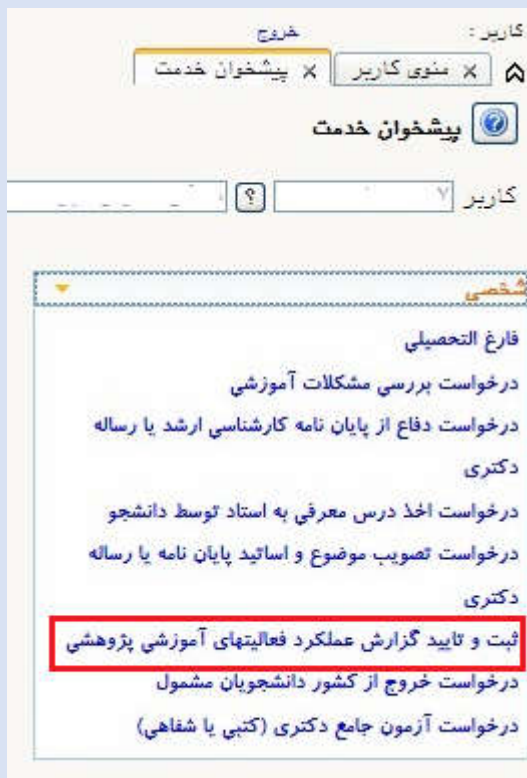 کاربر : خروج
منوی کاربر × پیشخوان خدمت ×
پیشخوان خدمت
کاربر ۷ ؟
شخصی
فارغ التحصیلی
درخواست بررسی مشکلات آموزشی
درخواست دفاع از پایان نامه کارشناسی ارشد یا رساله
دکتری
درخواست اخذ درس معرفی به استاد توسط دانشجو
درخواست تصویب موضوع و اساتید پایان نامه یا رساله
دکتری
ثبت و تایید گزارش عملکرد فعالیتهای آموزشی پژوهشی
درخواست خروج از کشور دانشجویان مشمول
درخواست آزمون جامع دکتری (کتبی یا شفاهی)